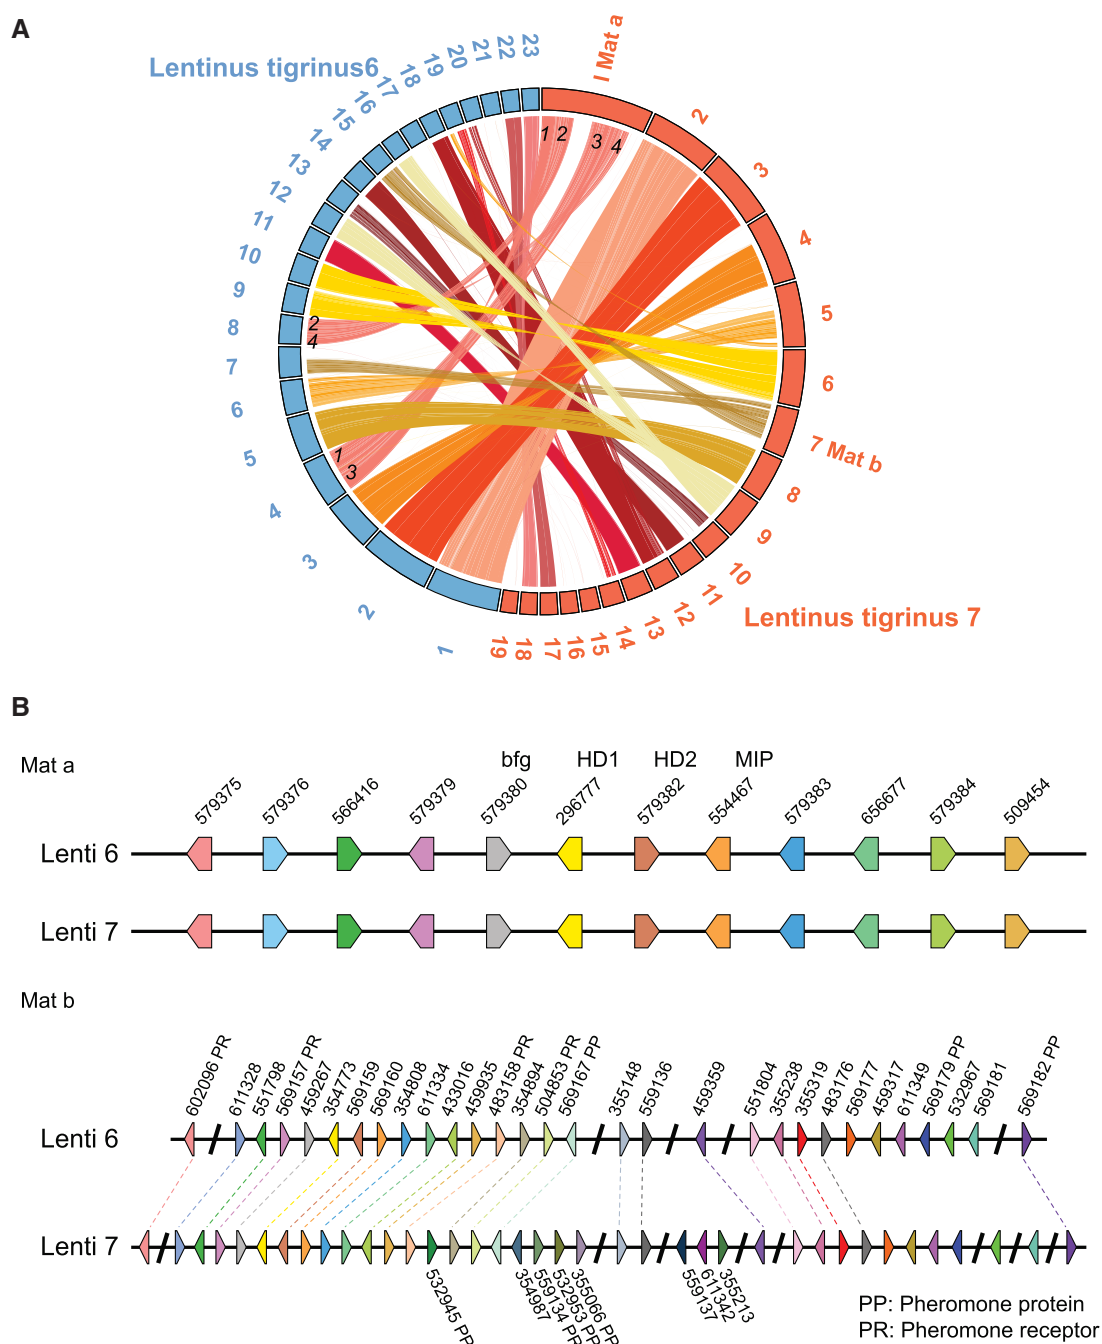 A
Lentinus tigrinus6
1
2
3
4
5
6
7
8
9
10
11
12
13
14
15
16
17
18
19
20
21
22
23
I Mat a
2
3
4
5
6
7 Mat b
8
9
10
11
12
13
14
15
16
17
18
19
Lentinus tigrinus 7
1 2
3 4
2
4
1
3
B
Mat a
bfg HD1 HD2 MIP
579375 579376 566416 579379 579380 296777 579382 554467 579383 656677 579384 509454
Lenti 6
Lenti 7
Mat b
602096 PR 611328 551798 569157 PR 459267 354773 569159 569160 354808 611334 433016 459935 483158 PR 354894 504853 PR 569167 PP 355148 559136 459359 551804 355238 355319 483176 569177 459317 611349 569179 PP 532967 569181 569182 PP
Lenti 6
Lenti 7
532945 PR 354987 559134 PR 532953 PP 355066 PP 559137 611342 355213
PP: Pheromone protein
PR: Pheromone receptor